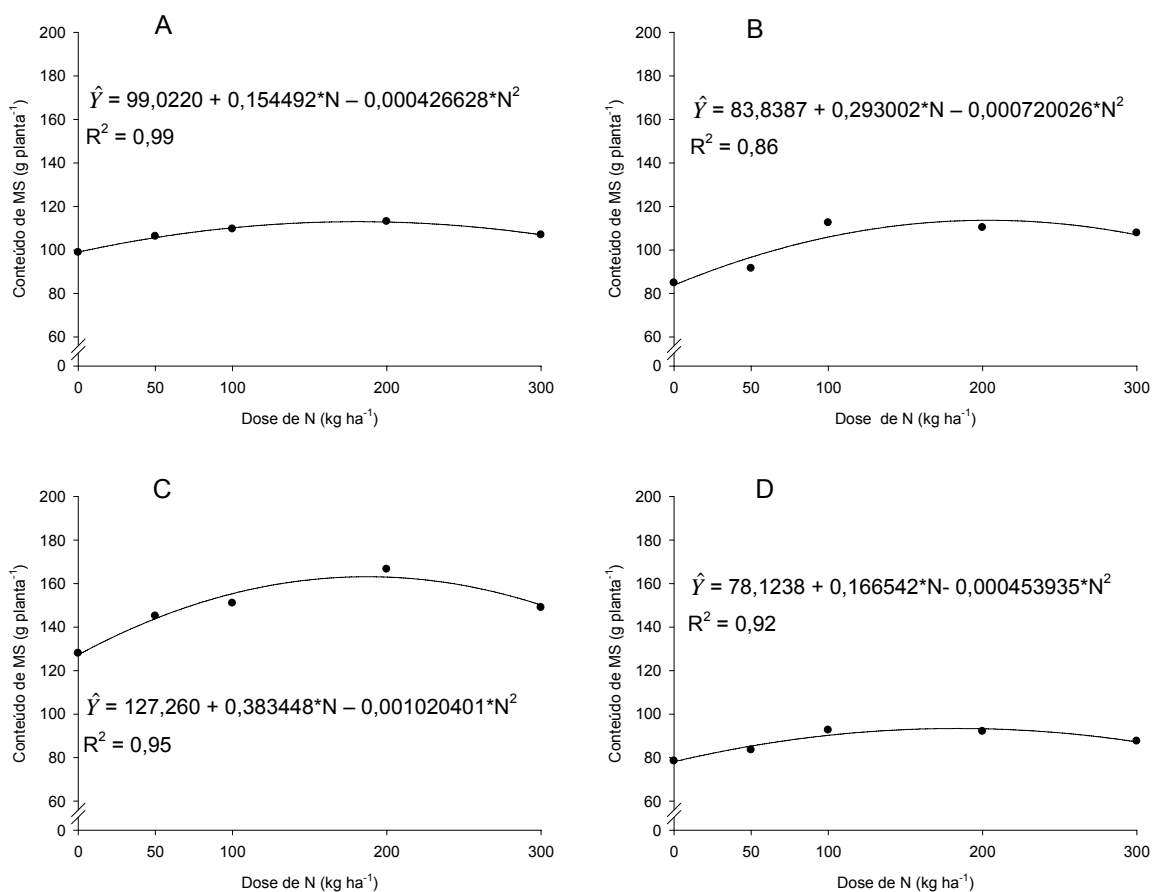 A
200
180
160
140
120
100
80
60
0
Conteúdo de MS (g planta⁻¹)
Ŷ = 99,0220 + 0,154492*N – 0,000426628*N²
R² = 0,99
0 50 100 200 300
Dose de N (kg ha⁻¹)
B
200
180
160
140
120
100
80
60
0
Conteúdo de MS (g planta⁻¹)
Ŷ = 83,8387 + 0,293002*N – 0,000720026*N²
R² = 0,86
0 50 100 200 300
Dose de N (kg ha⁻¹)
C
200
180
160
140
120
100
80
60
0
Conteúdo de MS (g planta⁻¹)
Ŷ = 127,260 + 0,383448*N – 0,001020401*N²
R² = 0,95
0 50 100 200 300
Dose de N (kg ha⁻¹)
D
200
180
160
140
120
100
80
60
0
Conteúdo de MS (g planta⁻¹)
Ŷ = 78,1238 + 0,166542*N- 0,000453935*N²
R² = 0,92
0 50 100 200 300
Dose de N (kg ha⁻¹)